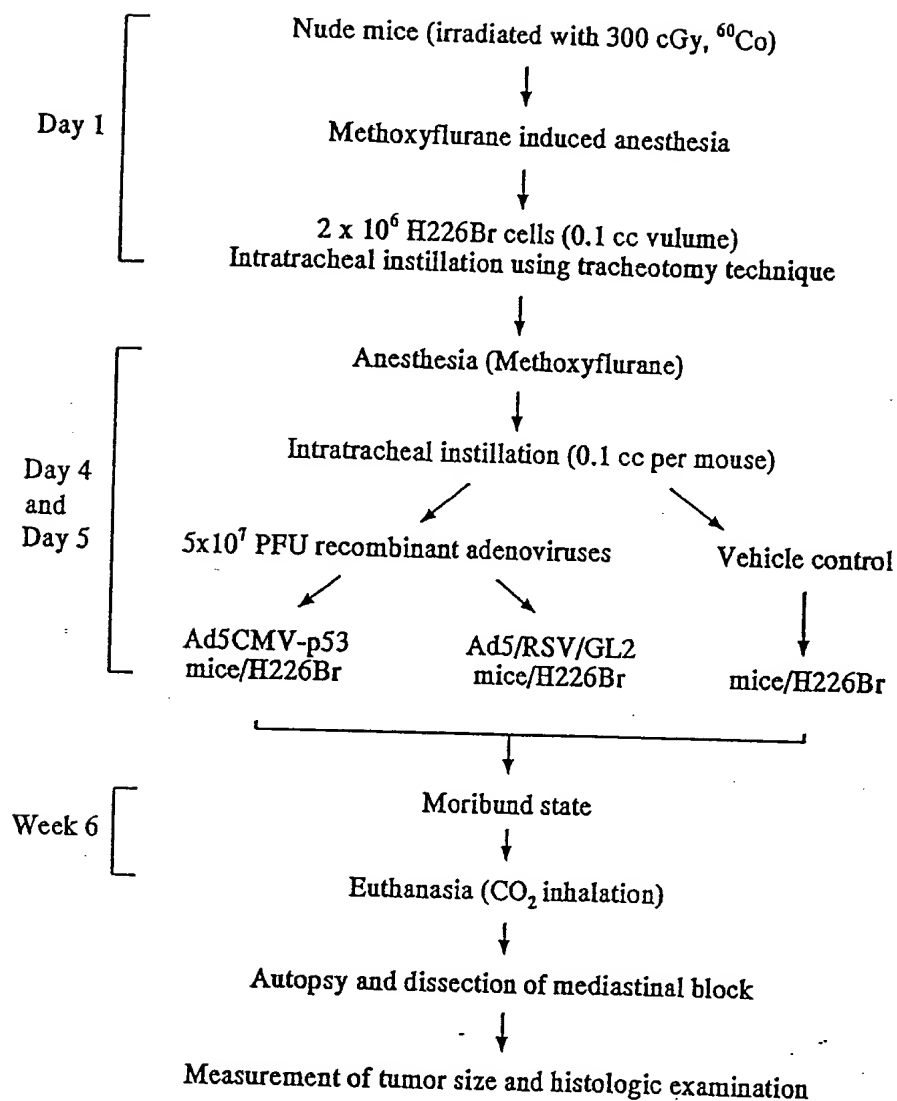 Nude mice (irradiated with 300 cGy, ⁶⁰Co)
Day 1
Methoxyflurane induced anesthesia
2 x 10⁶ H226Br cells (0.1 cc vulume)
Intratracheal instillation using tracheotomy technique
Anesthesia (Methoxyflurane)
Intratracheal instillation (0.1 cc per mouse)
Day 4
and
Day 5
5x10⁷ PFU recombinant adenoviruses
Vehicle control
Ad5CMV-p53
mice/H226Br
Ad5/RSV/GL2
mice/H226Br
mice/H226Br
Moribund state
Week 6
Euthanasia (CO₂ inhalation)
Autopsy and dissection of mediastinal block
Measurement of tumor size and histologic examination